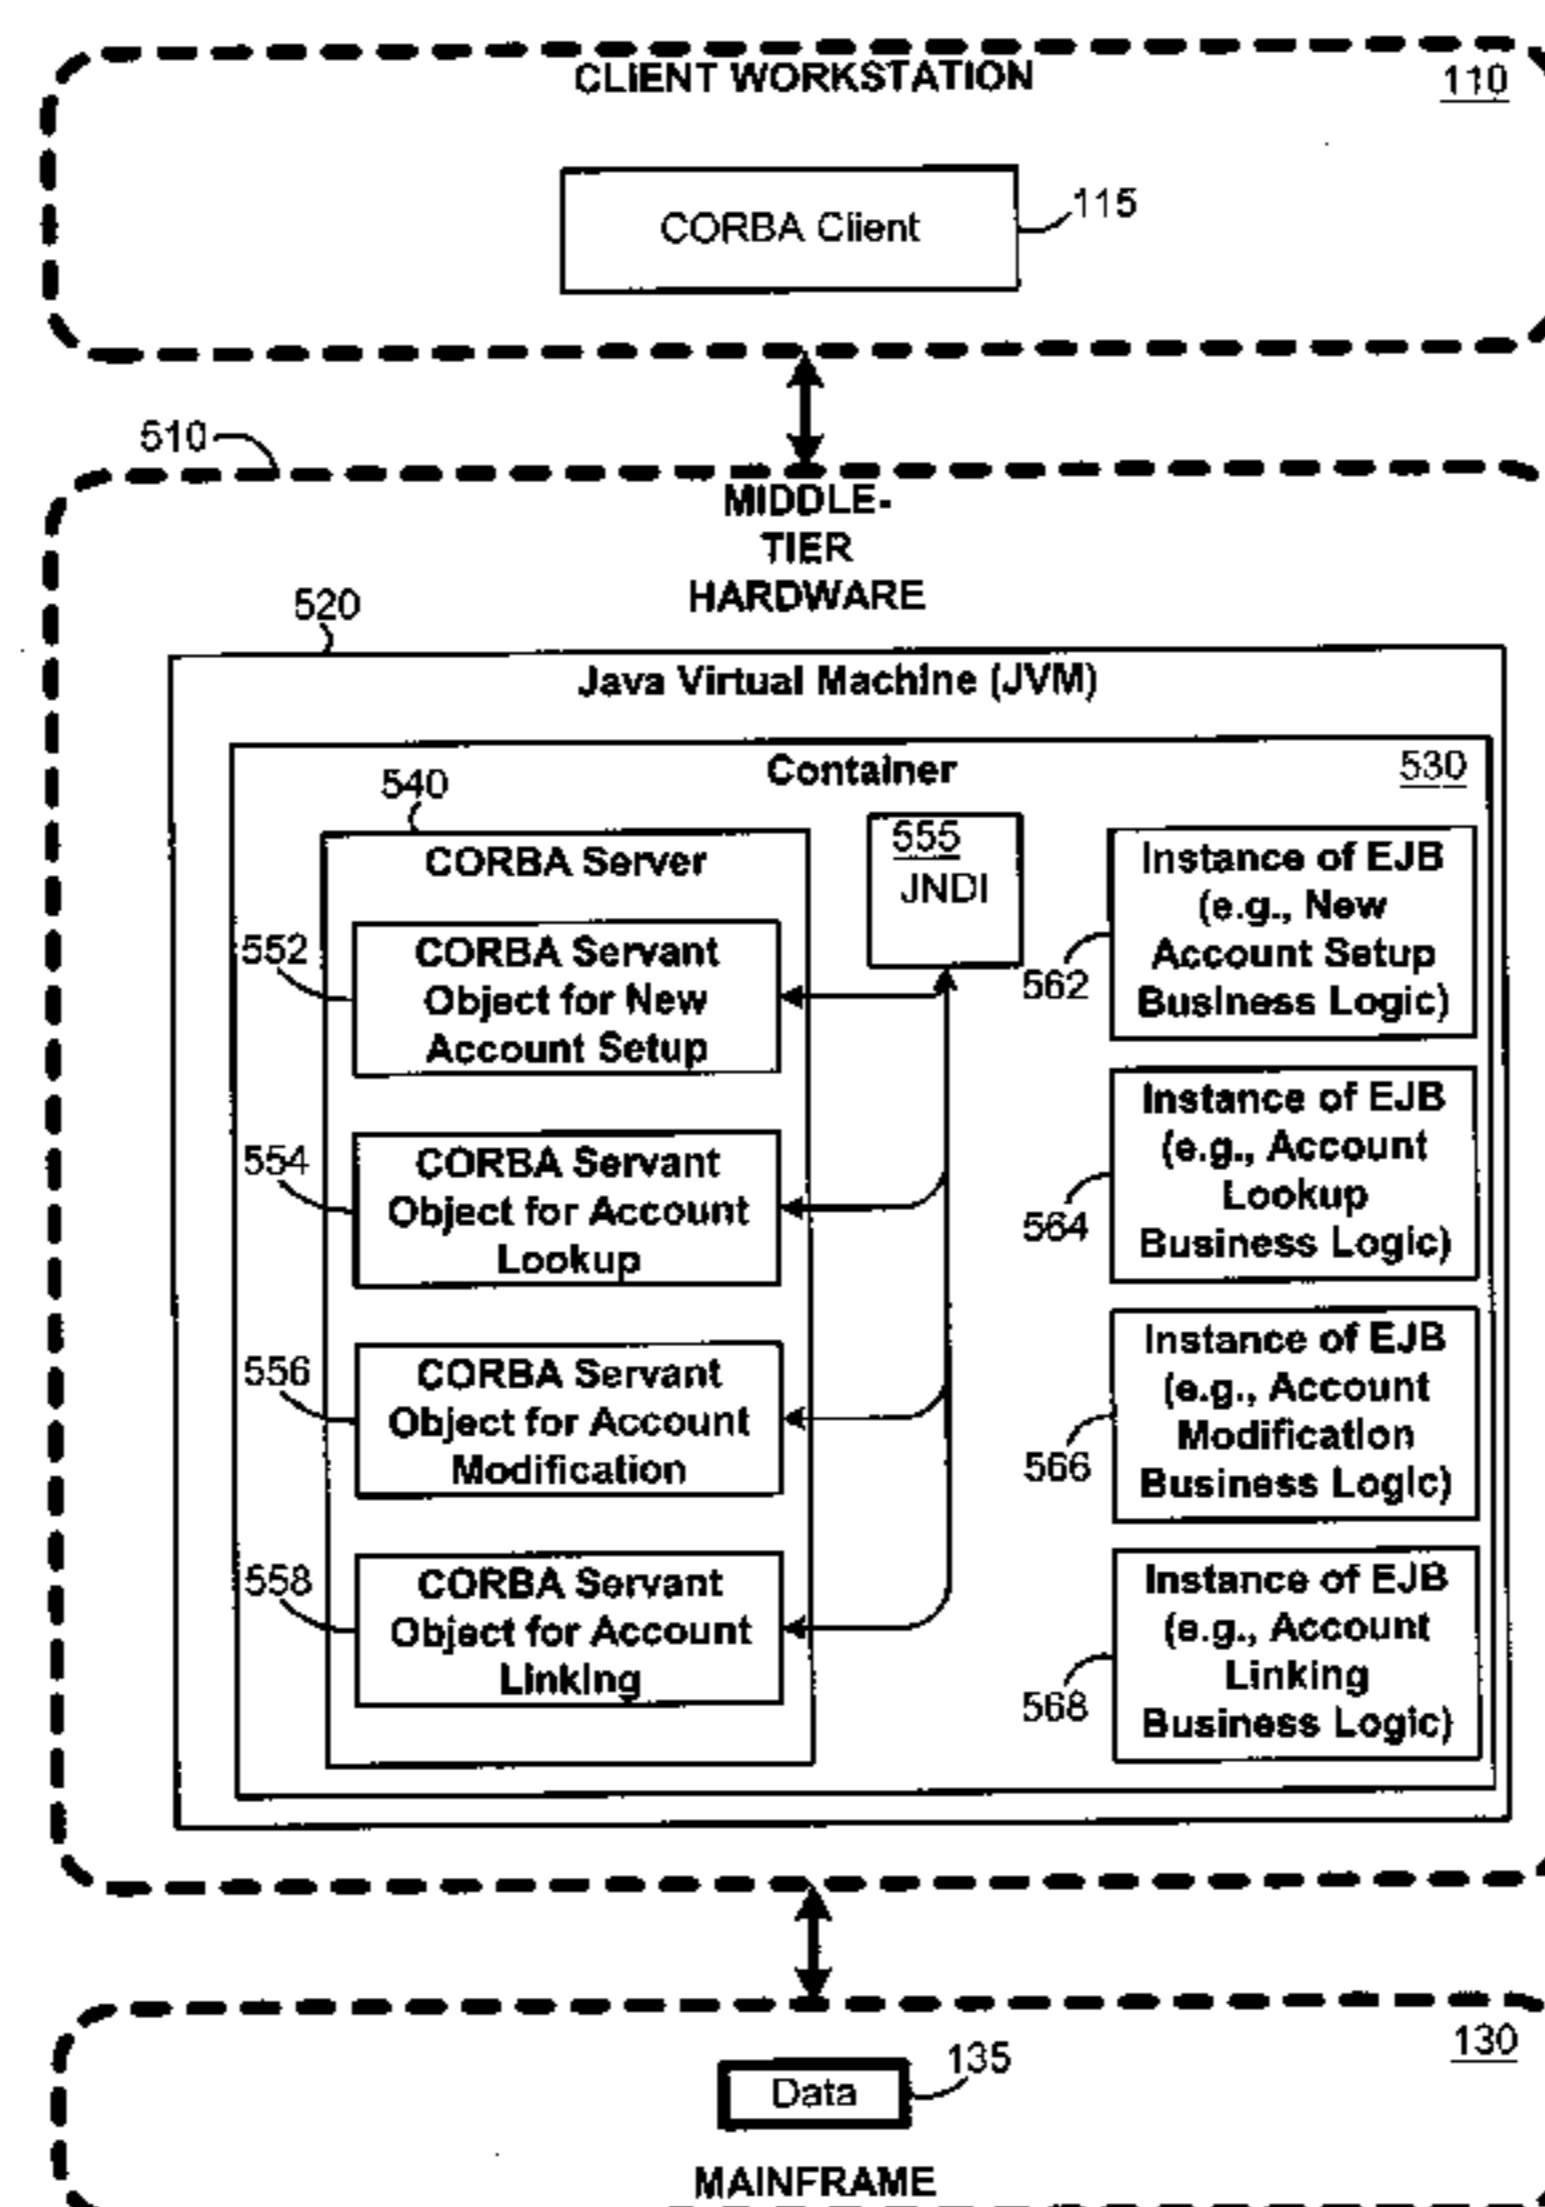 CLIENT WORKSTATION
110
CORBA Client
115
510
MIDDLE-
TIER
HARDWARE
520
Java Virtual Machine (JVM)
Container
530
540
CORBA Server
555
JNDI
552
CORBA Servant
Object for New
Account Setup
554
CORBA Servant
Object for Account
Lookup
556
CORBA Servant
Object for Account
Modification
558
CORBA Servant
Object for Account
Linking
562
Instance of EJB
(e.g., New
Account Setup
Business Logic)
564
Instance of EJB
(e.g., Account
Lookup
Business Logic)
566
Instance of EJB
(e.g., Account
Modification
Business Logic)
568
Instance of EJB
(e.g., Account
Linking
Business Logic)
130
Data
135
MAINFRAME